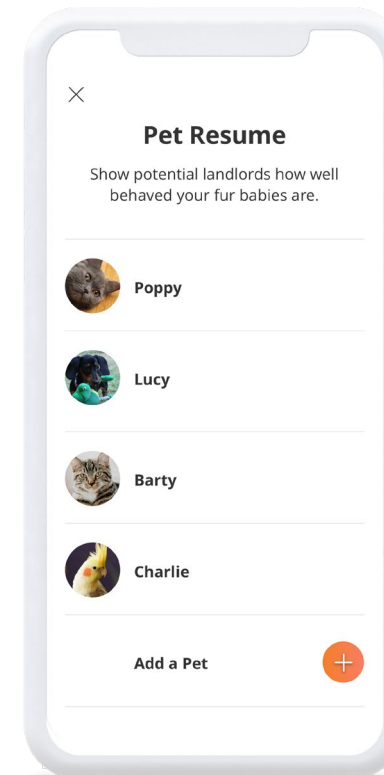 Pet Resume
Show potential landlords how well
behaved your fur babies are.
Poppy
Lucy
Barty
Charlie
Add a Pet